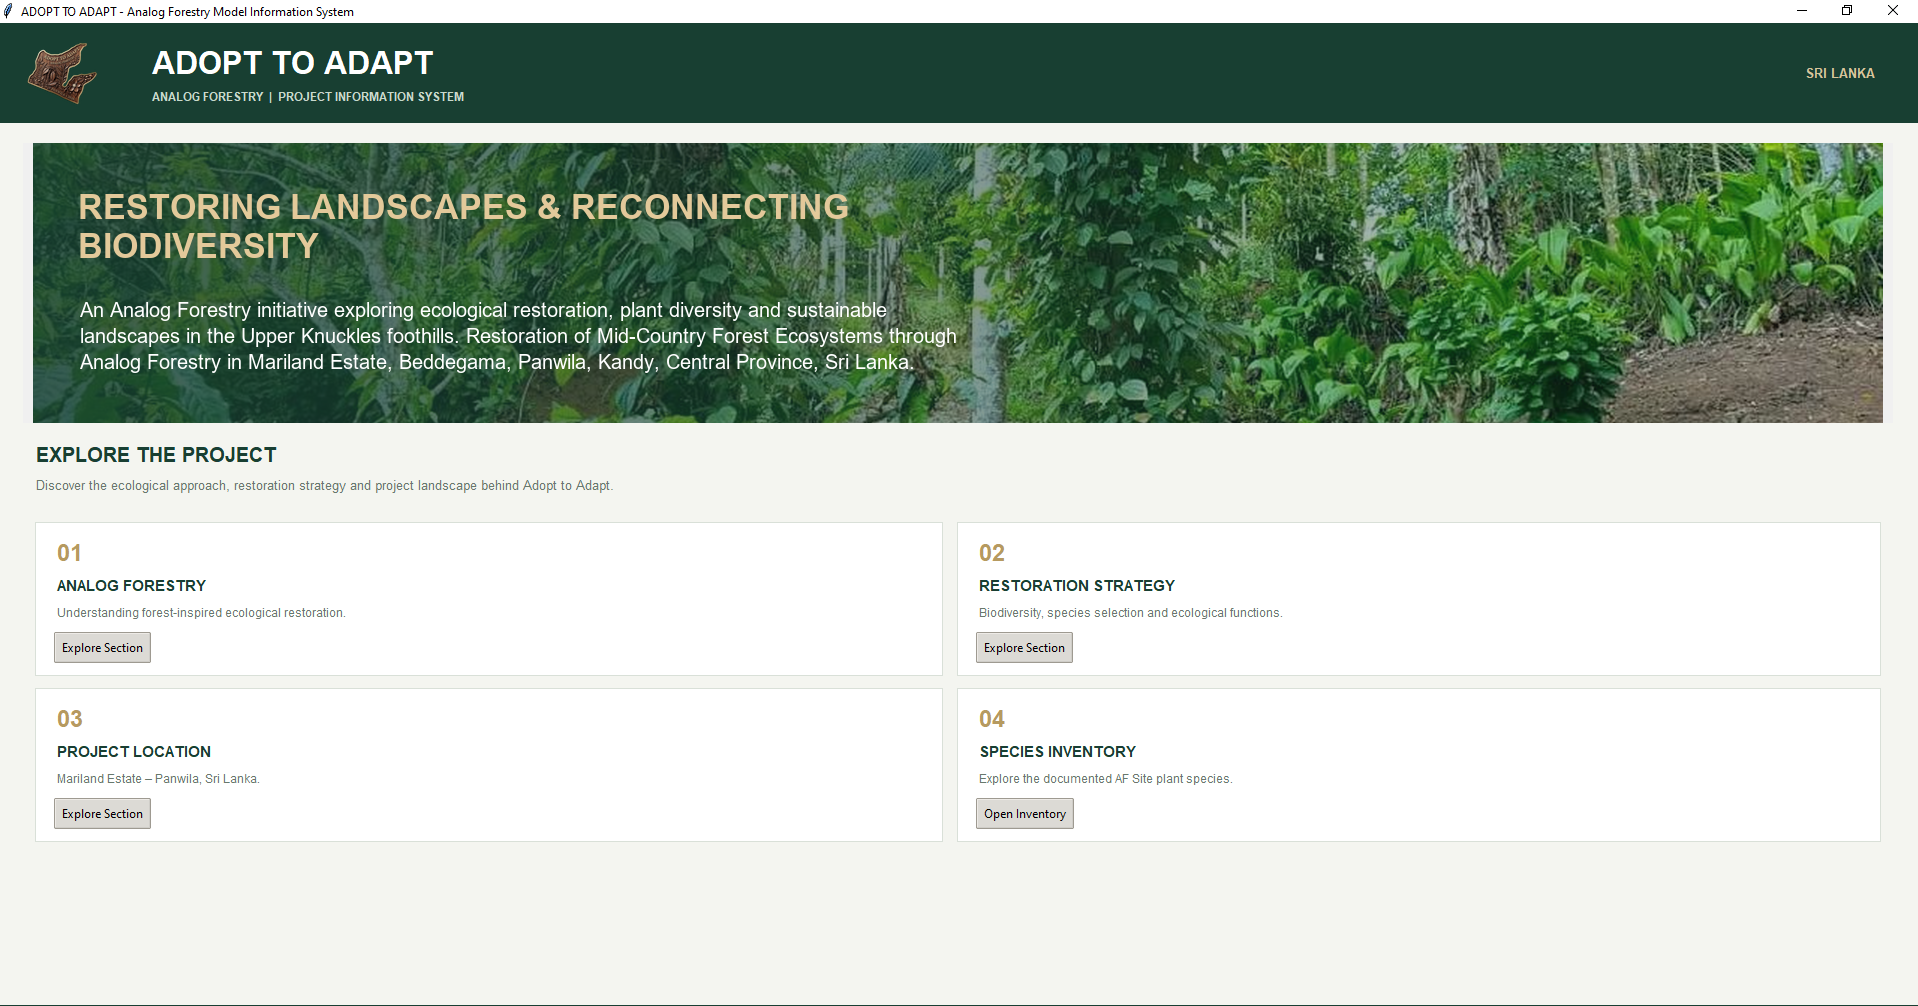 ADOPT TO ADAPT - Analog Forestry Model Information System
ADOPT TO ADAPT
ANALOG FORESTRY | PROJECT INFORMATION SYSTEM
SRI LANKA
RESTORING LANDSCAPES & RECONNECTING
BIODIVERSITY
An Analog Forestry initiative exploring ecological restoration, plant diversity and sustainable
landscapes in the Upper Knuckles foothills. Restoration of Mid-Country Forest Ecosystems through
Analog Forestry in Mariland Estate, Beddegama, Panwila, Kandy, Central Province, Sri Lanka.
EXPLORE THE PROJECT
Discover the ecological approach, restoration strategy and project landscape behind Adopt to Adapt.
01
ANALOG FORESTRY
Understanding forest-inspired ecological restoration.
Explore Section
02
RESTORATION STRATEGY
Biodiversity, species selection and ecological functions.
Explore Section
03
PROJECT LOCATION
Mariland Estate – Panwila, Sri Lanka.
Explore Section
04
SPECIES INVENTORY
Explore the documented AF Site plant species.
Open Inventory